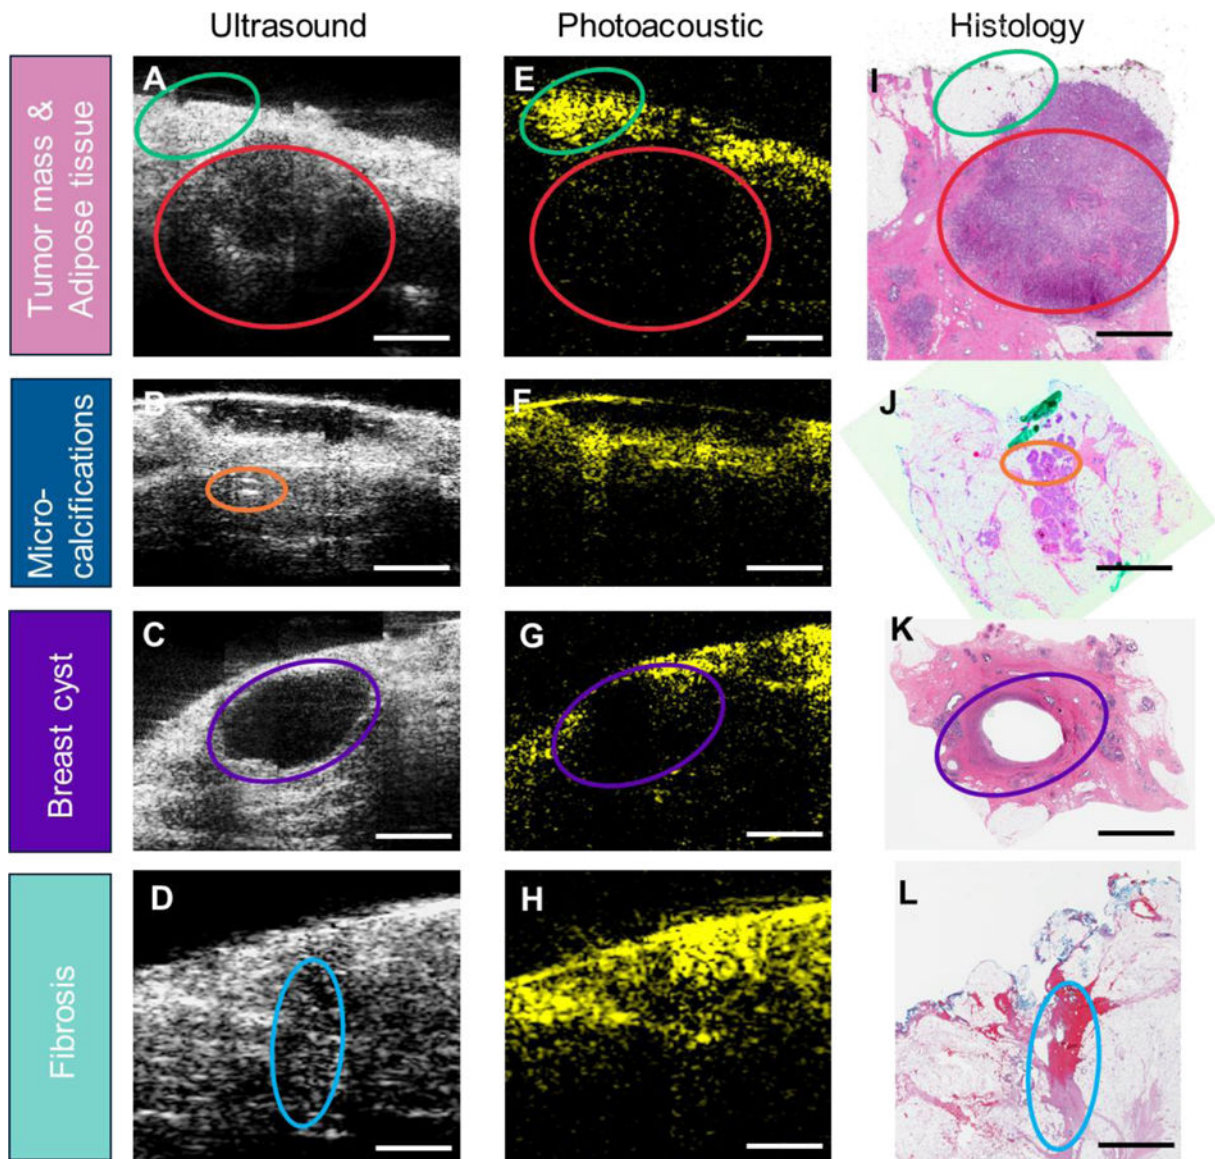 Ultrasound
Photoacoustic
Histology
Tumor mass &
Adipose tissue
A
E
I
Micro-
calcifications
B
F
J
Breast cyst
C
G
K
Fibrosis
D
H
L